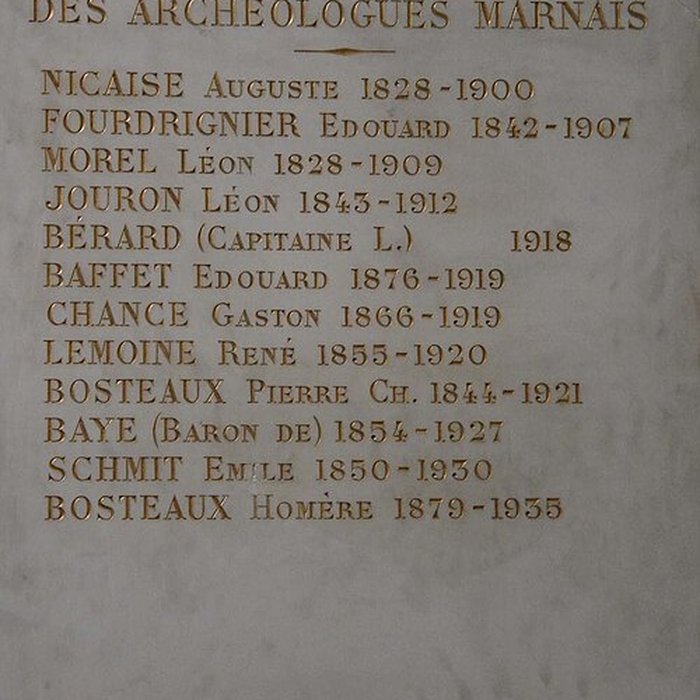 DES ARCHÉOLOGUES MARNAIS
NICAISE AUGUSTE 1828-1900
FOURDRIGNIER EDOUARD 1842-1907
MOREL LÉON 1828-1909
JOURON LÉON 1843-1912
BÉRARD (CAPITAINE L.) 1918
BAFFET EDOUARD 1876-1919
CHANCE GASTON 1866-1919
LEMOINE RENÉ 1855-1920
BOSTEAUX PIERRE CH. 1844-1921
BAYE (BARON DE) 1854-1927
SCHMIT EMILE 1850-1930
BOSTEAUX HOMÈRE 1879-1935